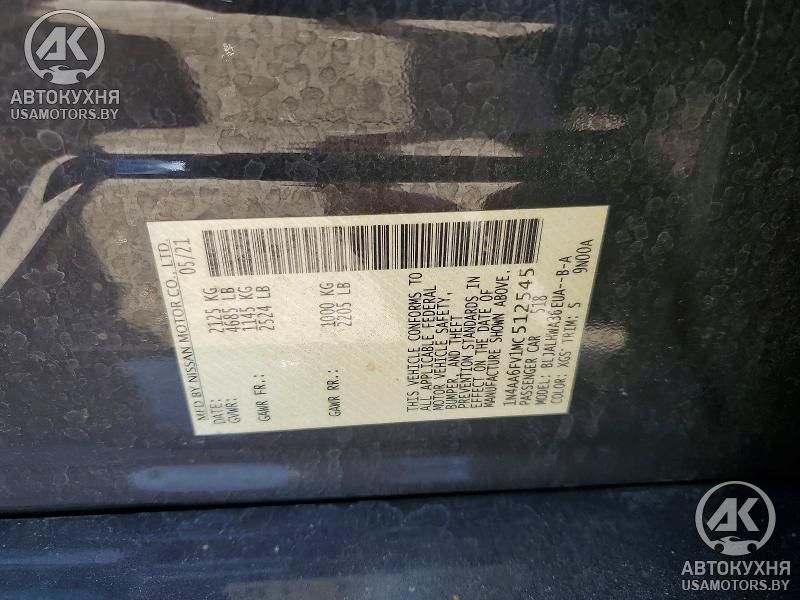 AK
АВТОКУХНЯ
USAMOTORS.BY
MFD BY NISSAN MOTOR CO., LTD.
DATE: 05/21
GVWR: 2125 KG
4685 LB
GAWR FR.: 1145 KG
2524 LB
GAWR RR.: 1000 KG
2205 LB
THIS VEHICLE CONFORMS TO
ALL APPLICABLE FEDERAL
MOTOR VEHICLE SAFETY,
BUMPER, AND THEFT
PREVENTION STANDARDS IN
EFFECT ON THE DATE OF
MANUFACTURE SHOWN ABOVE.
1N4AA6FV1MC512545
PASSENGER CAR 518
MODEL: BLJALHWA36EUA--B-A
COLOR: XGS TRIM: S 9N00A
AK
АВТОКУХНЯ
USAMOTORS.BY